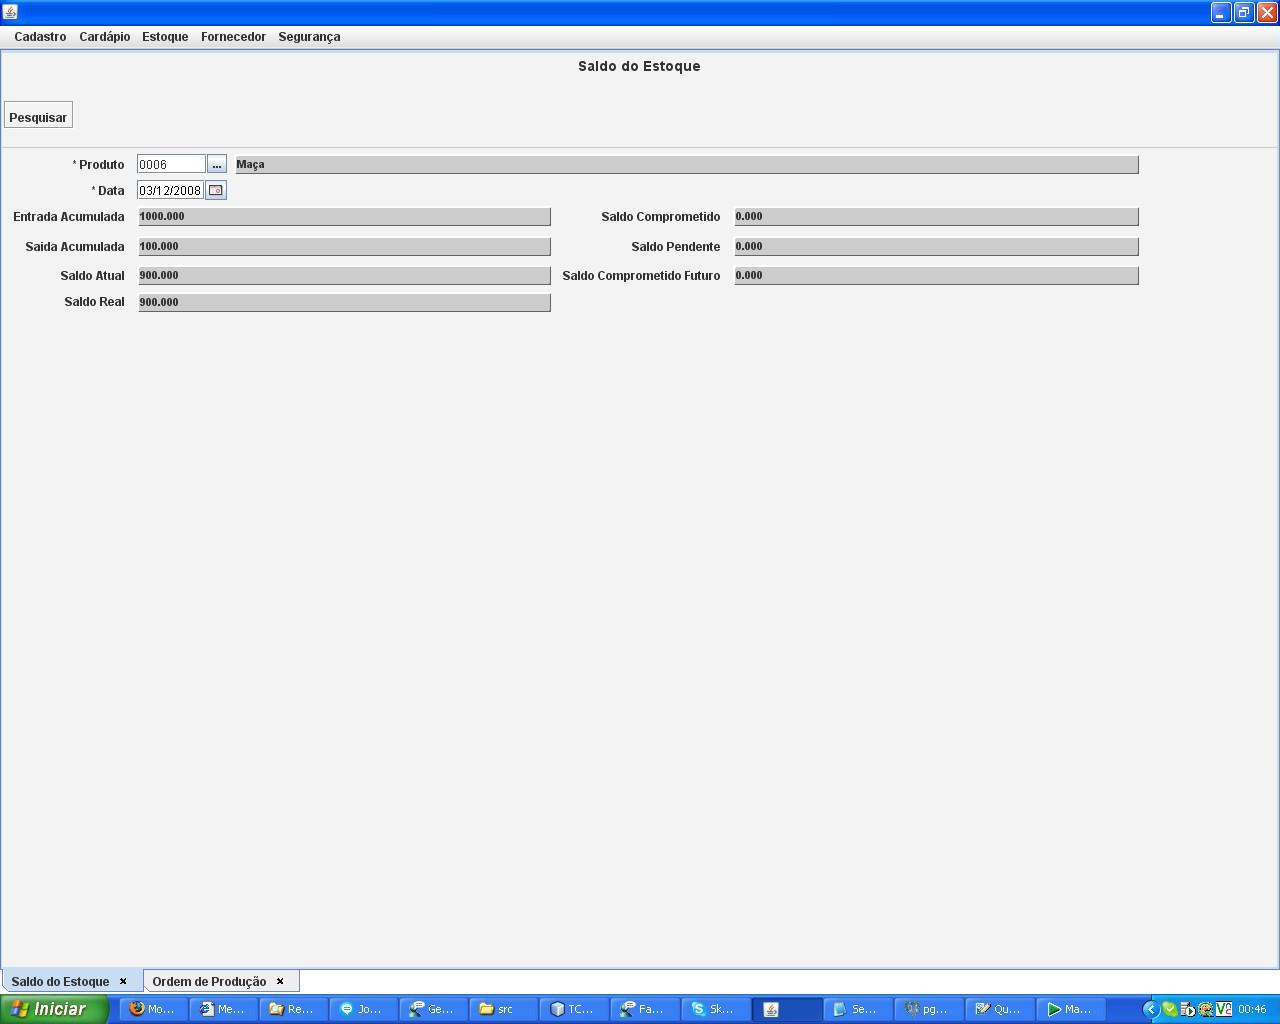 Cadastro Cardápio Estoque Fornecedor Segurança
Saldo do Estoque
Pesquisar
* Produto 0006 ... Maça
* Data 03/12/2008
Entrada Acumulada 1000.000 Saldo Comprometido 0.000
Saida Acumulada 100.000 Saldo Pendente 0.000
Saldo Atual 900.000 Saldo Comprometido Futuro 0.000
Saldo Real 900.000
Saldo do Estoque x Ordem de Produção x
Iniciar Mo... Me... Re... Jo... Ge... src TC... Fa... Sk... Se... pg... Qu... Ma... 00:46